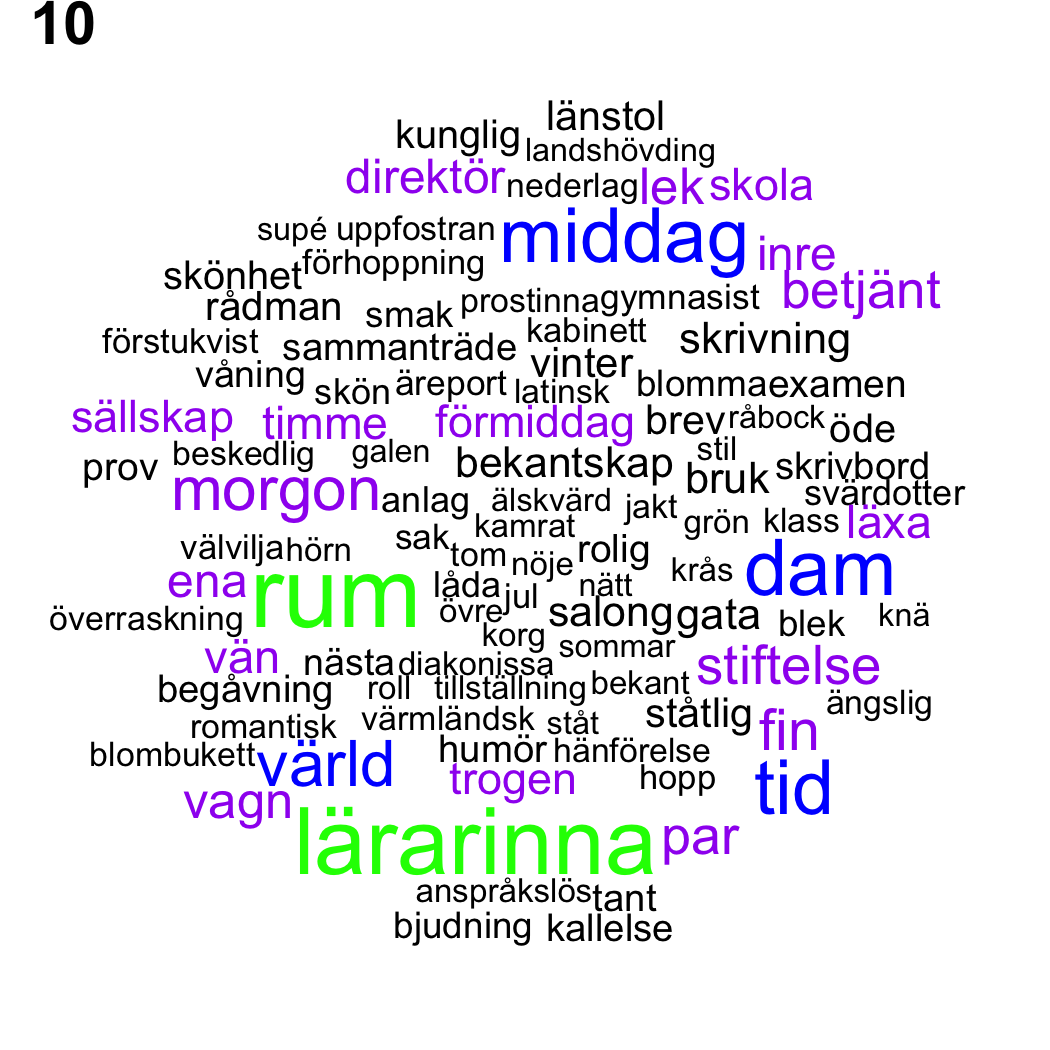 10
länstol
kunglig landshövding
direktör nederlag lek skola
supé uppfostran middag inre
skönhet förhoppning betjänt
rådman smak prostinna gymnasist
förstukvist sammanträde kabinett vinter skrivning
våning skön äreport latinsk blomma examen
sällskap timme förmiddag brev råbock öde
prov beskedlig galen bekantskap stil bruk skrivbord
morgon anlag älskvärd jakt grön klass svärdotter läxa
välvilja hörn sak kamrat tom nöje rolig krås dam
ena rum låda övre jul nätt
överraskning korg salong gata blek knä
vän nästa diakonissa sommar stiftelse
begåvning roll tillställning bekant ängslig
romantisk värmländsk ståt ståtlig fin
blombukett värld humör hänförelse
vagn trogen hopp tid
lärarinna par
anspråkslös tant
bjudning kallelse